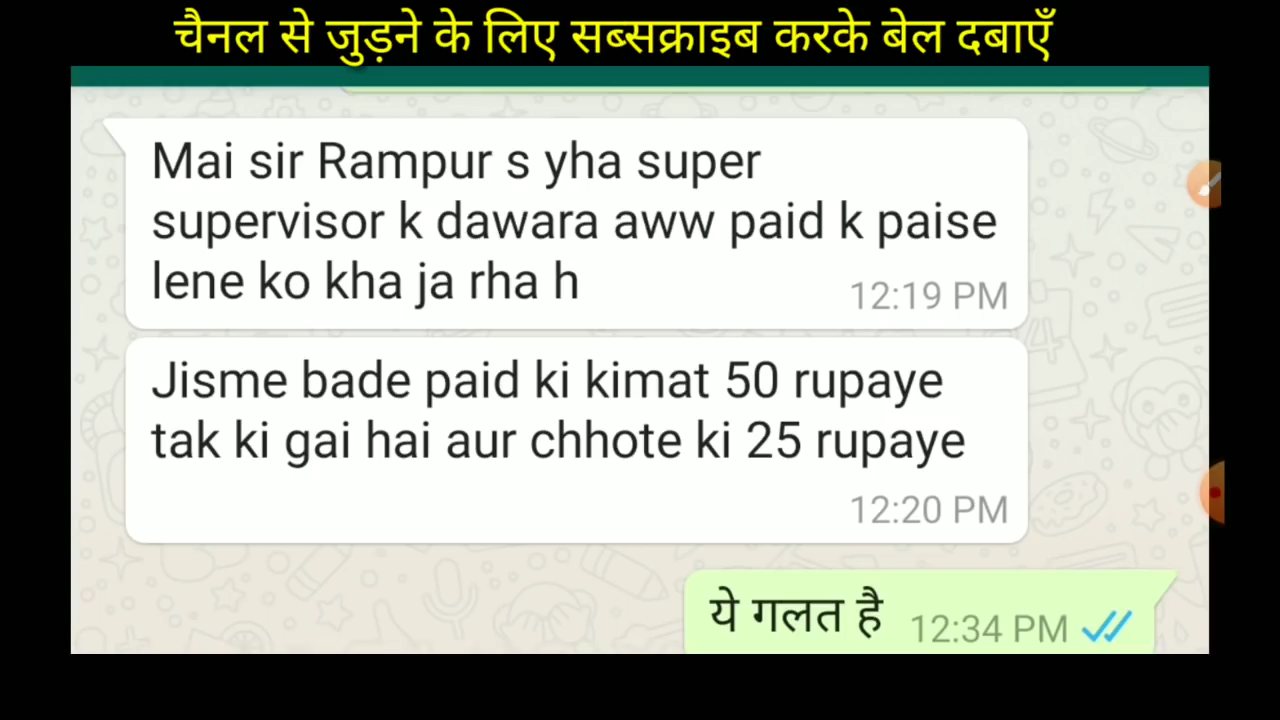 चैनल से जुड़ने के लिए सब्सक्राइब करके बेल दबाएँ
Mai sir Rampur s yha super
supervisor k dawara aww paid k paise
lene ko kha ja rha h
12:19 PM
Jisme bade paid ki kimat 50 rupaye
tak ki gai hai aur chhote ki 25 rupaye
12:20 PM
ये गलत है 12:34 PM